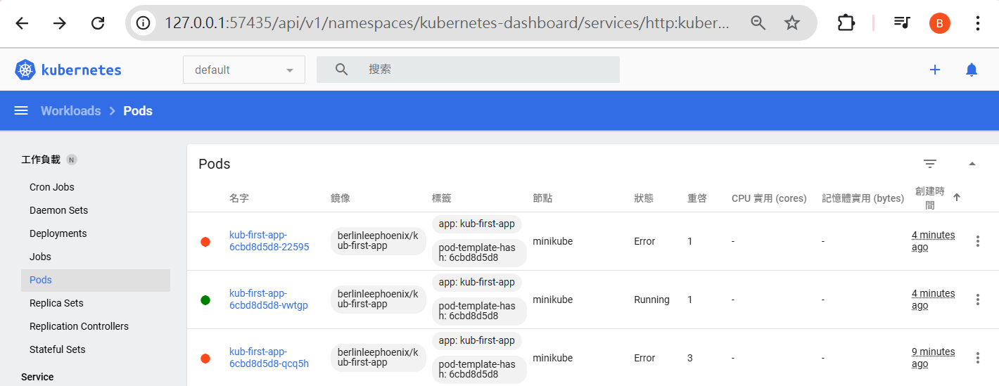 127.0.0.1:57435/api/v1/namespaces/kubernetes-dashboard/services/http:kuber...
B
kubernetes
default
搜索
Workloads
Pods
工作負載 N
Cron Jobs
Daemon Sets
Deployments
Jobs
Pods
Replica Sets
Replication Controllers
Stateful Sets
Service
Pods
名字 鏡像 標籤 節點 狀態 重啓 CPU 實用 (cores) 記憶體實用 (bytes) 創建時
間
kub-first-app-
6cbd8d5d8-22595
berlinleephoenix/k
ub-first-app
app: kub-first-app
pod-template-has
h: 6cbd8d5d8
minikube
Error
1
-
-
4 minutes
ago
kub-first-app-
6cbd8d5d8-vwtgp
berlinleephoenix/k
ub-first-app
app: kub-first-app
pod-template-has
h: 6cbd8d5d8
minikube
Running
1
-
-
4 minutes
ago
kub-first-app-
6cbd8d5d8-qcq5h
berlinleephoenix/k
ub-first-app
app: kub-first-app
pod-template-has
h: 6cbd8d5d8
minikube
Error
3
-
-
9 minutes
ago